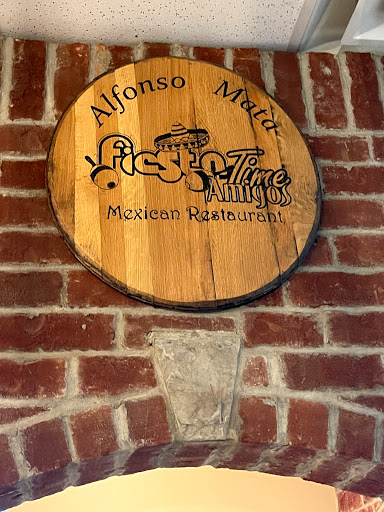 Alfonso Mata
Fiesta Time
Amigos
Mexican Restaurant